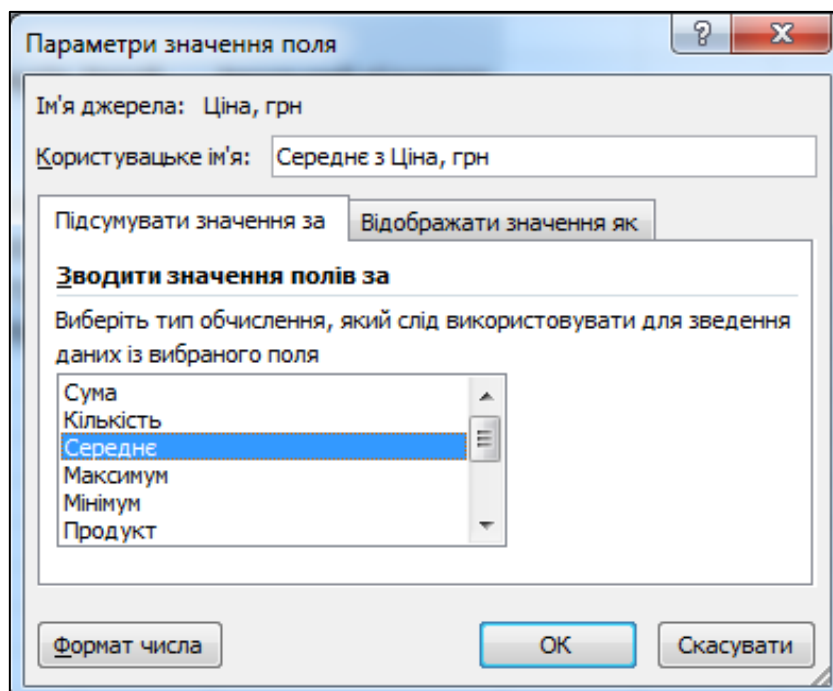 Параметри значення поля
Ім'я джерела: Ціна, грн
Користувацьке ім'я: Середнє з Ціна, грн
Підсумувати значення за Відображати значення як
Зводити значення полів за
Виберіть тип обчислення, який слід використовувати для зведення
даних із вибраного поля
Сума
Кількість
Середнє
Максимум
Мінімум
Продукт
Формат числа ОК Скасувати